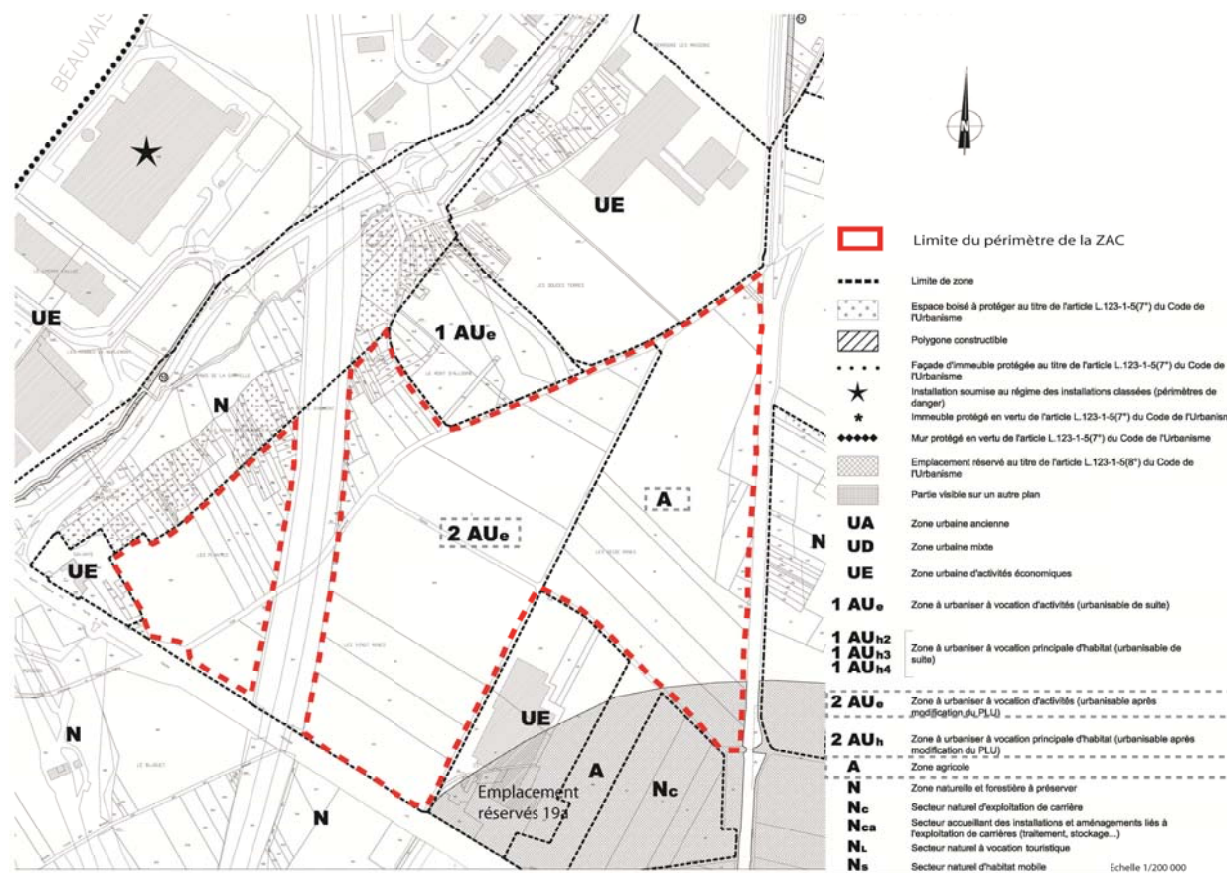 BEAUVAIS
UE
UE
1 AUe
N
2 AUe
A
N
UE
UE
N
A
Nc
N
Emplacement
réservés 19a
LES SEIZE MINES
LE BLANGET
N
Limite du périmètre de la ZAC
Limite de zone
Espace boisé à protéger au titre de l'article L.123-1-5(7°) du Code de
l'Urbanisme
Polygone constructible
Façade d'immeuble protégée au titre de l'article L.123-1-5(7°) du Code de
l'Urbanisme
Installation soumise au régime des installations classées (périmètres de
danger)
Immeuble protégé en vertu de l'article L.123-1-5(7°) du Code de l'Urbanism
Mur protégé en vertu de l'article L.123-1-5(7°) du Code de l'Urbanisme
Emplacement réservé au titre de l'article L.123-1-5(8°) du Code de
l'Urbanisme
Partie visible sur un autre plan
UA Zone urbaine ancienne
UD Zone urbaine mixte
UE Zone urbaine d'activités économiques
1 AUe Zone à urbaniser à vocation d'activités (urbanisable de suite)
1 AUh2
1 AUh3
1 AUh4
Zone à urbaniser à vocation principale d'habitat (urbanisable de
suite)
2 AUe Zone à urbaniser à vocation d'activités (urbanisable après
modification du PLU)
2 AUh Zone à urbaniser à vocation principale d'habitat (urbanisable après
modification du PLU)
A Zone agricole
N Zone naturelle et forestière à préserver
Nc Secteur naturel d'exploitation de carrière
Nca Secteur accueillant des installations et aménagements liés à
l'exploitation de carrières (traitement, stockage...)
NL Secteur naturel à vocation touristique
Ns Secteur naturel d'habitat mobile
Echelle 1/200 000